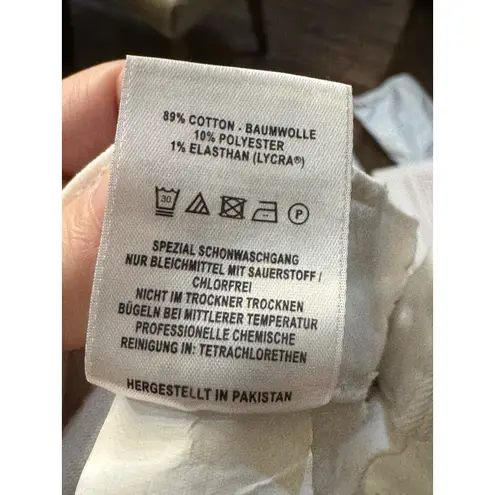 89% COTTON - BAUMWOLLE
10% POLYESTER
1% ELASTHAN (LYCRA®)
30 P
SPEZIAL SCHONWASCHGANG
NUR BLEICHMITTEL MIT SAUERSTOFF /
CHLORFREI
NICHT IM TROCKNER TROCKNEN
BÜGELN BEI MITTLERER TEMPERATUR
PROFESSIONELLE CHEMISCHE
REINIGUNG IN: TETRACHLORETHEN
HERGESTELLT IN PAKISTAN